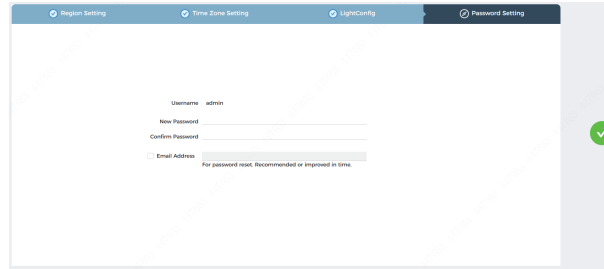 Region Setting
Time Zone Setting
LightConfig
Password Setting
Username admin
New Password
Confirm Password
Email Address
For password reset. Recommended or improved in time.